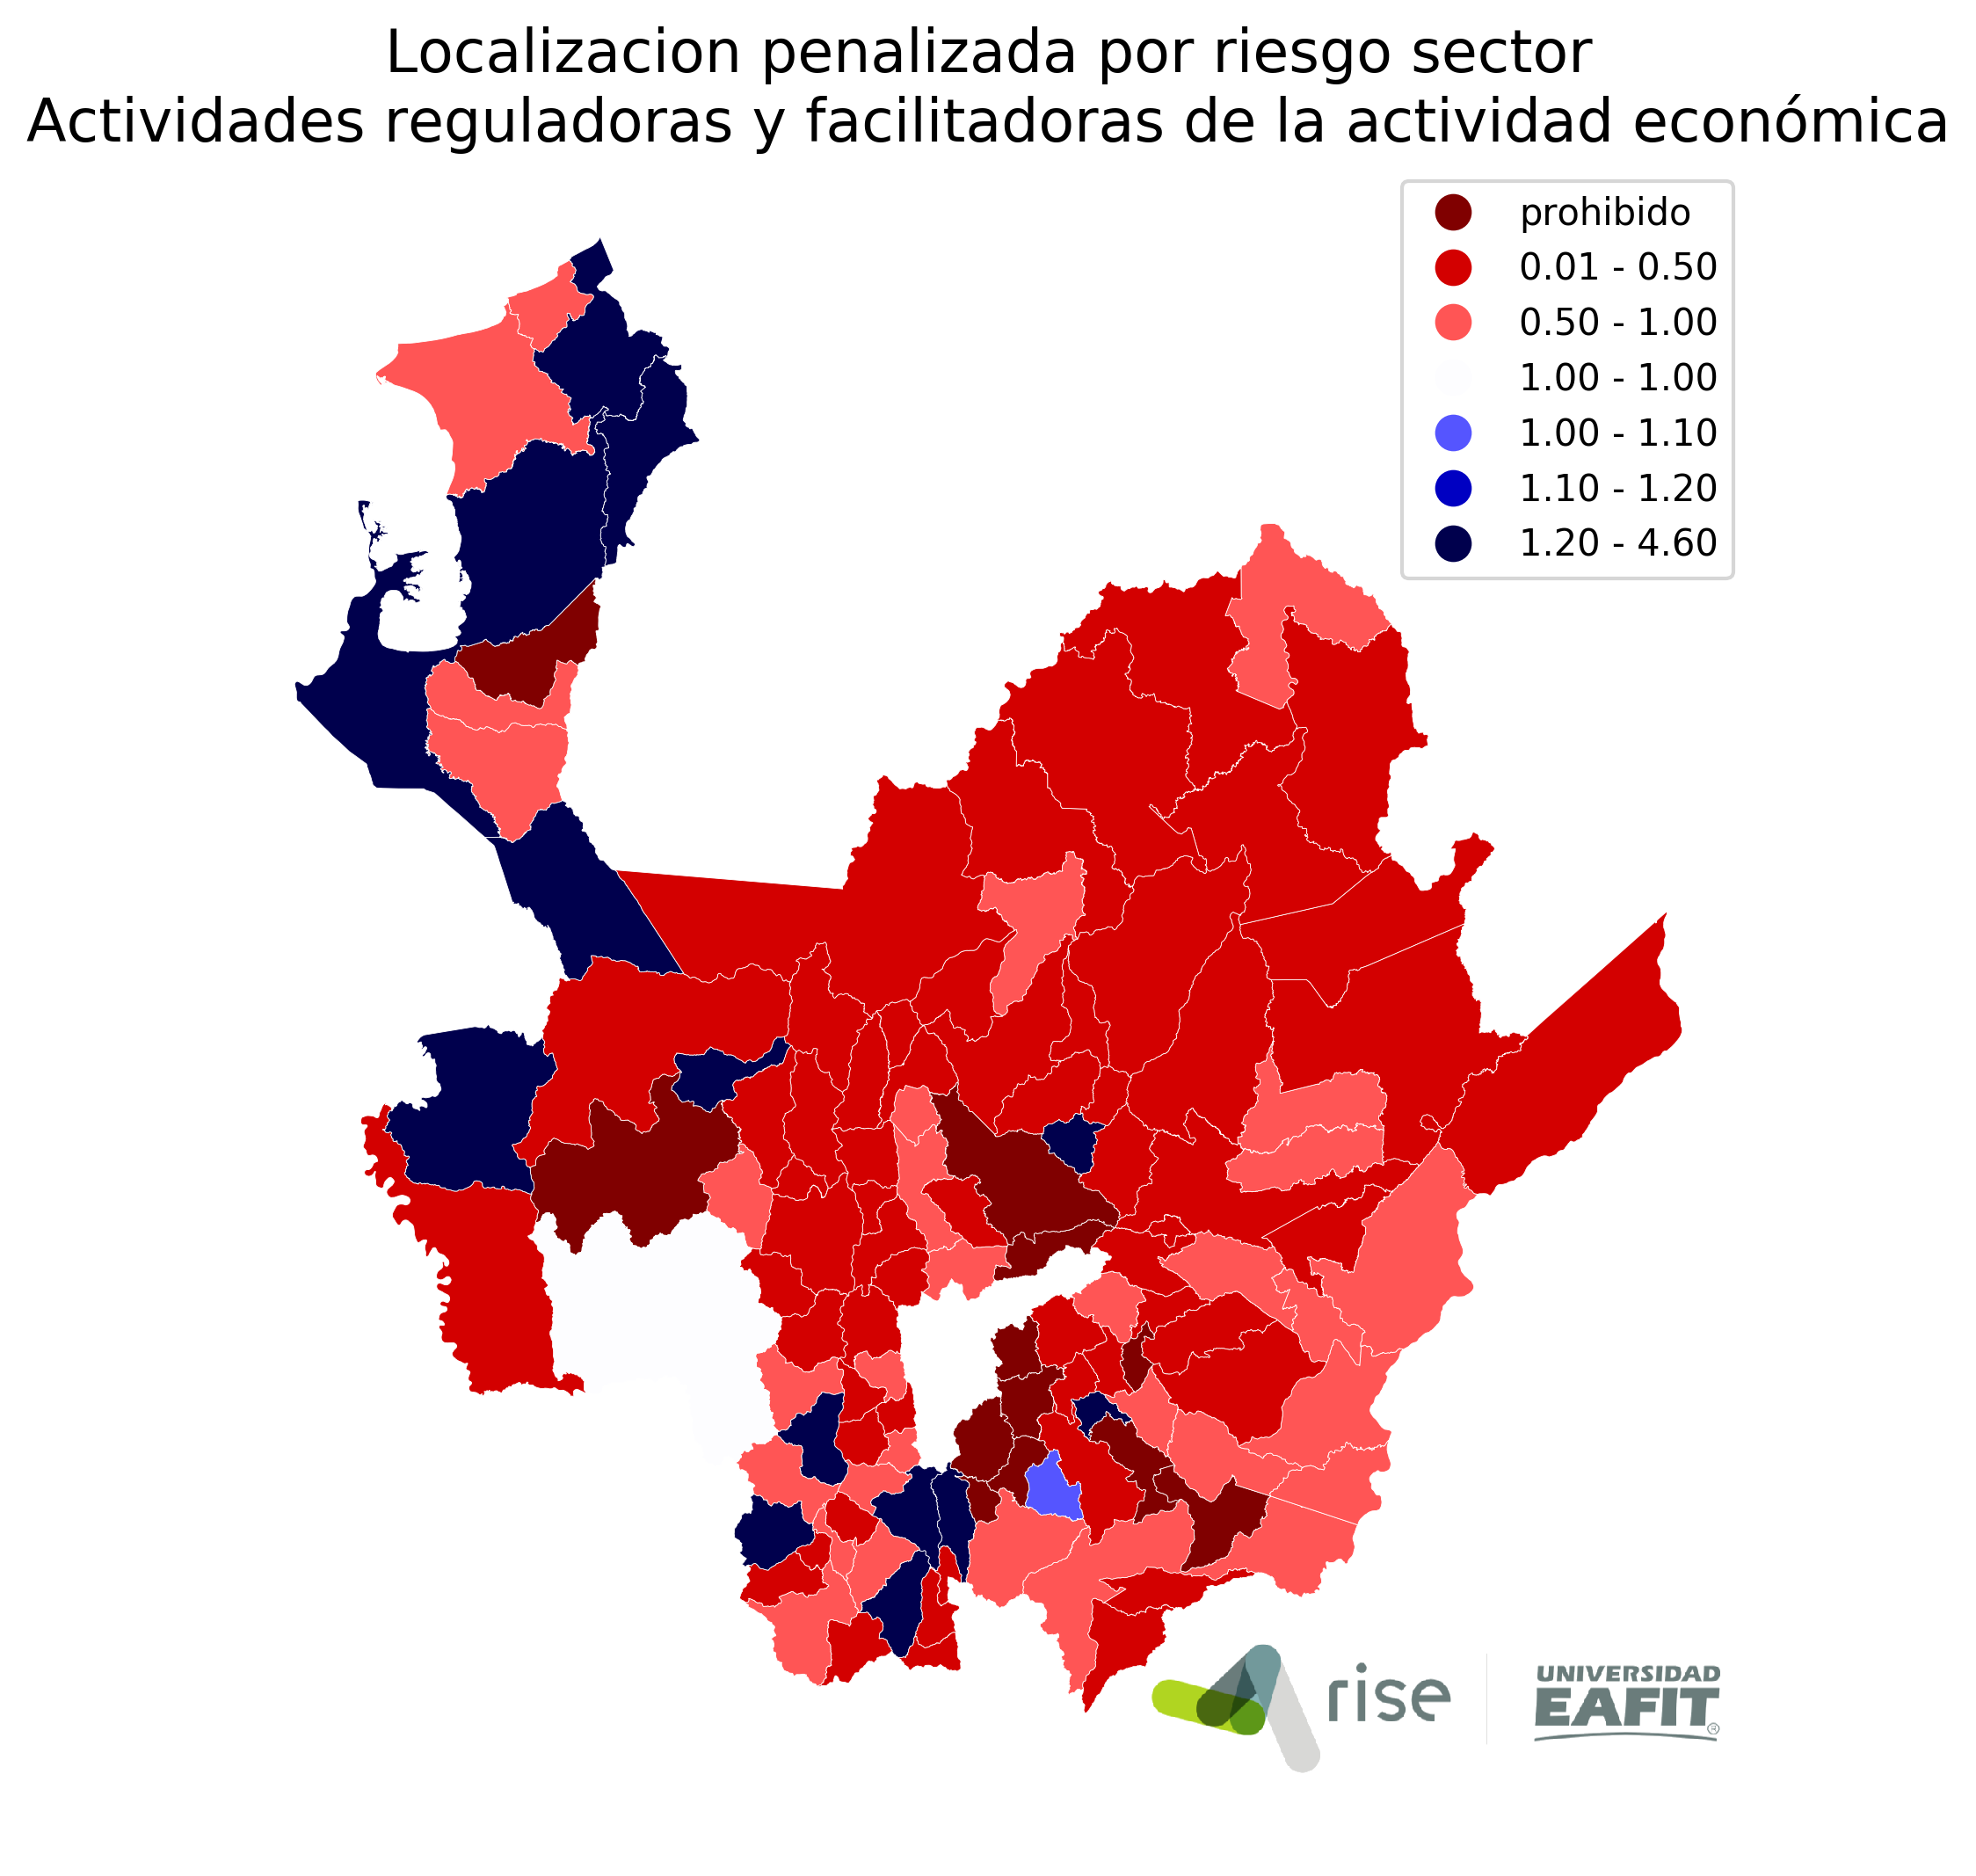 Localizacion penalizada por riesgo sector
Actividades reguladoras y facilitadoras de la actividad económica
prohibido
0.01 - 0.50
0.50 - 1.00
1.00 - 1.00
1.00 - 1.10
1.10 - 1.20
1.20 - 4.60
rise
UNIVERSIDAD
EAFIT®